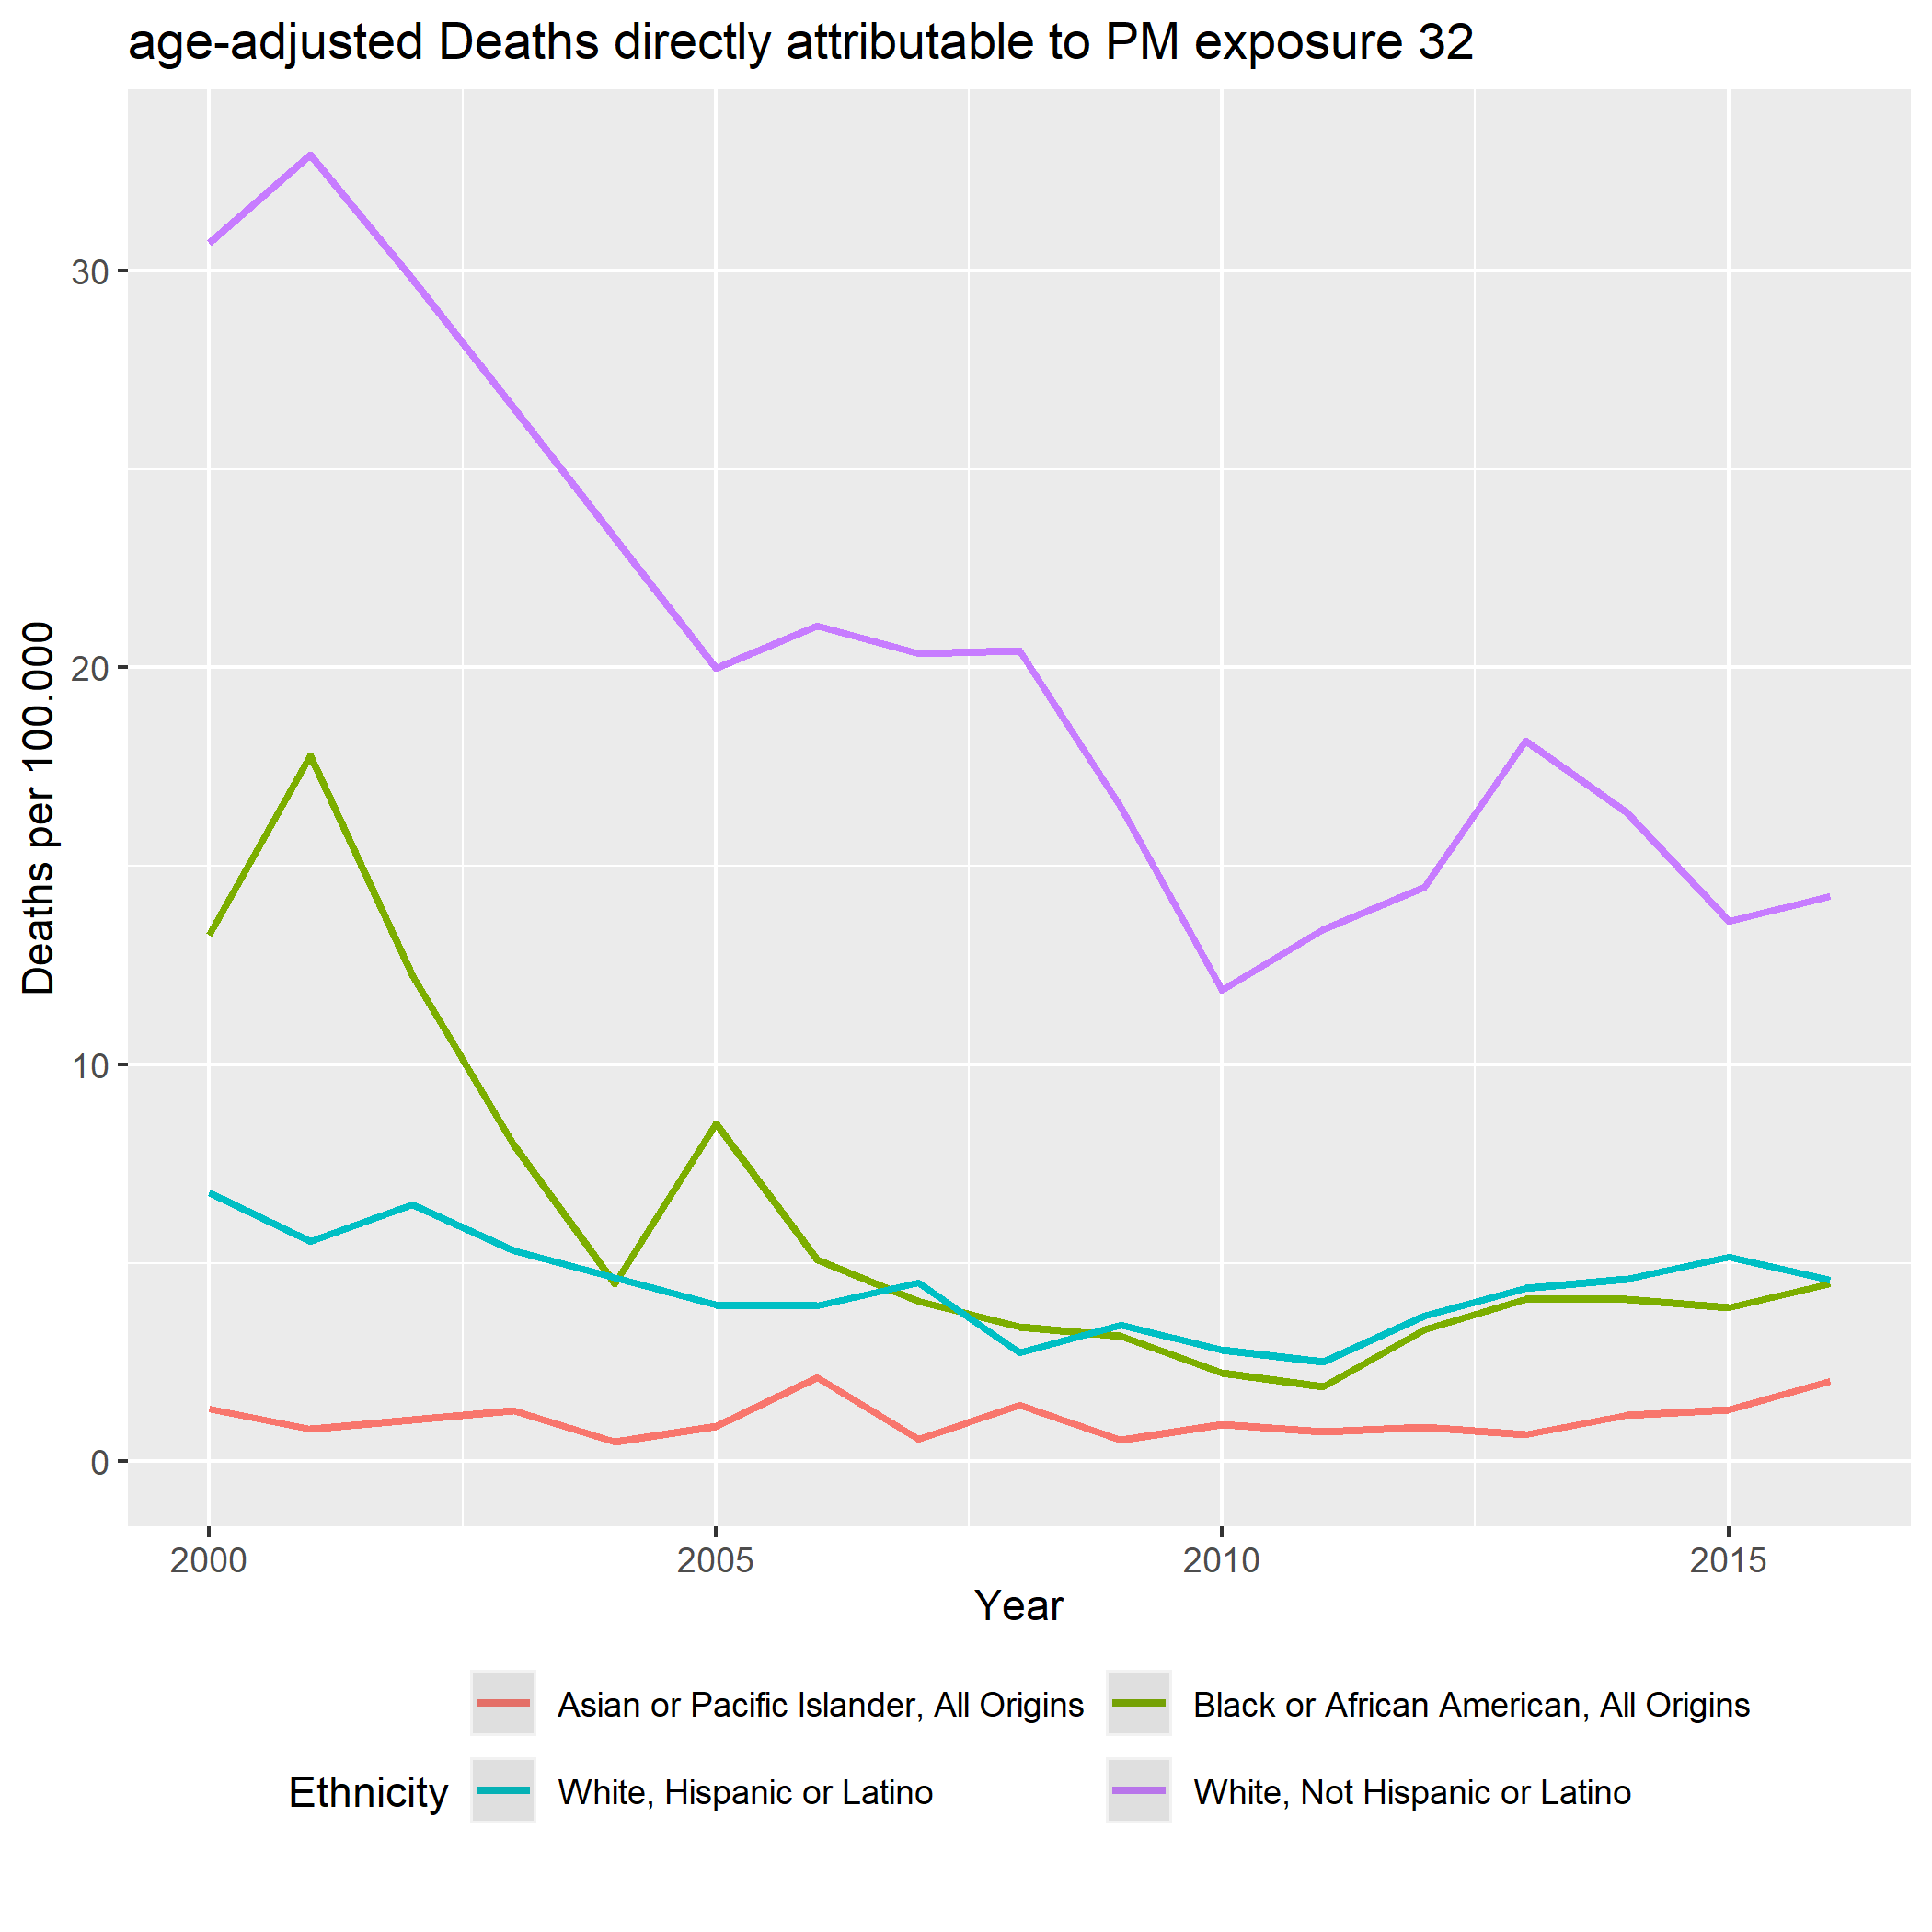 age-adjusted Deaths directly attributable to PM exposure 32
Deaths per 100.000
30
20
10
0
2000 2005 2010 2015
Year
Ethnicity
Asian or Pacific Islander, All Origins
Black or African American, All Origins
White, Hispanic or Latino
White, Not Hispanic or Latino